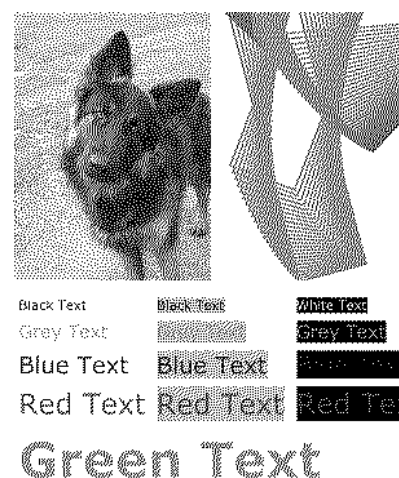 Black Text Black Text White Text
Grey Text Grey Text
Blue Text Blue Text
Red Text Red Text Red Te
Green Text